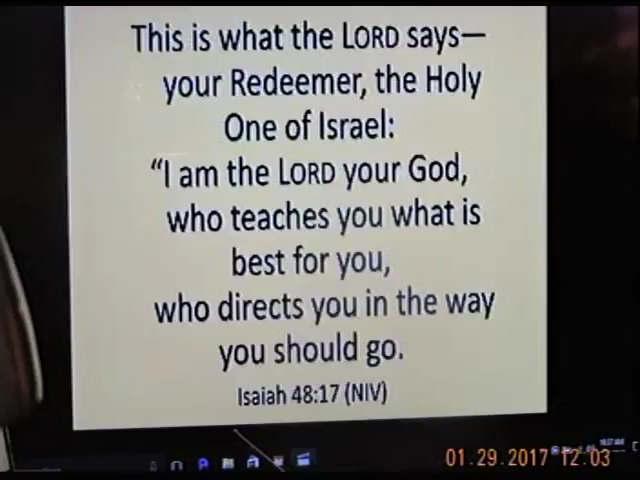 This is what the LORD says—
your Redeemer, the Holy
One of Israel:
“I am the LORD your God,
who teaches you what is
best for you,
who directs you in the way
you should go.
Isaiah 48:17 (NIV)
01.29.2017 12:03